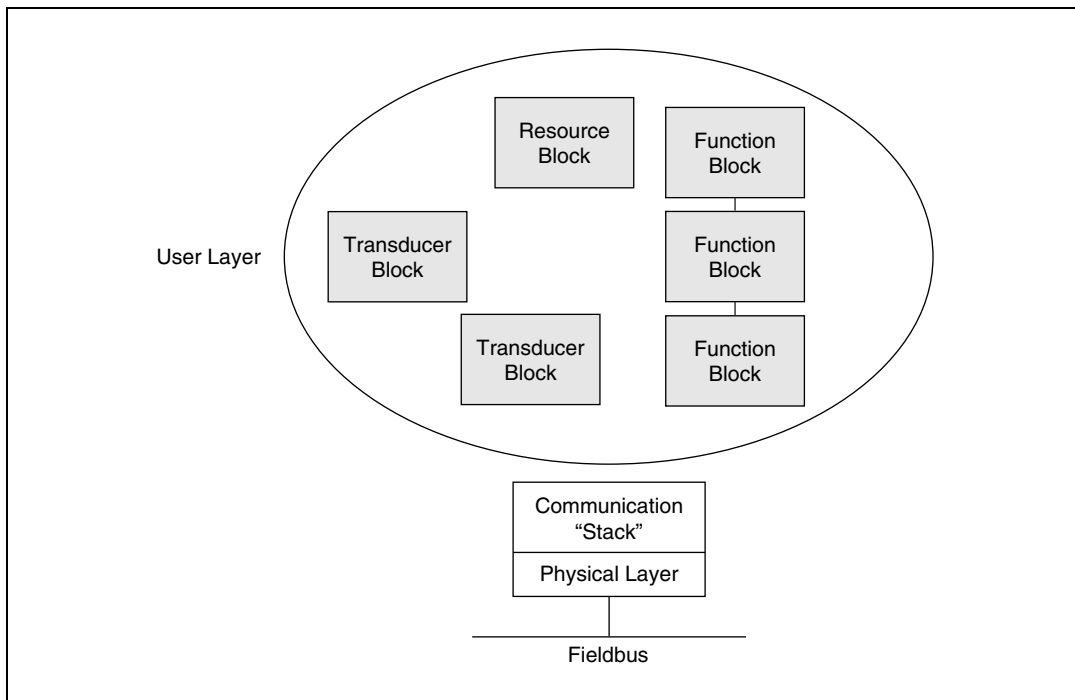 Resource
Block
Function
Block
User Layer
Transducer
Block
Function
Block
Transducer
Block
Function
Block
Communication
“Stack”
Physical Layer
Fieldbus